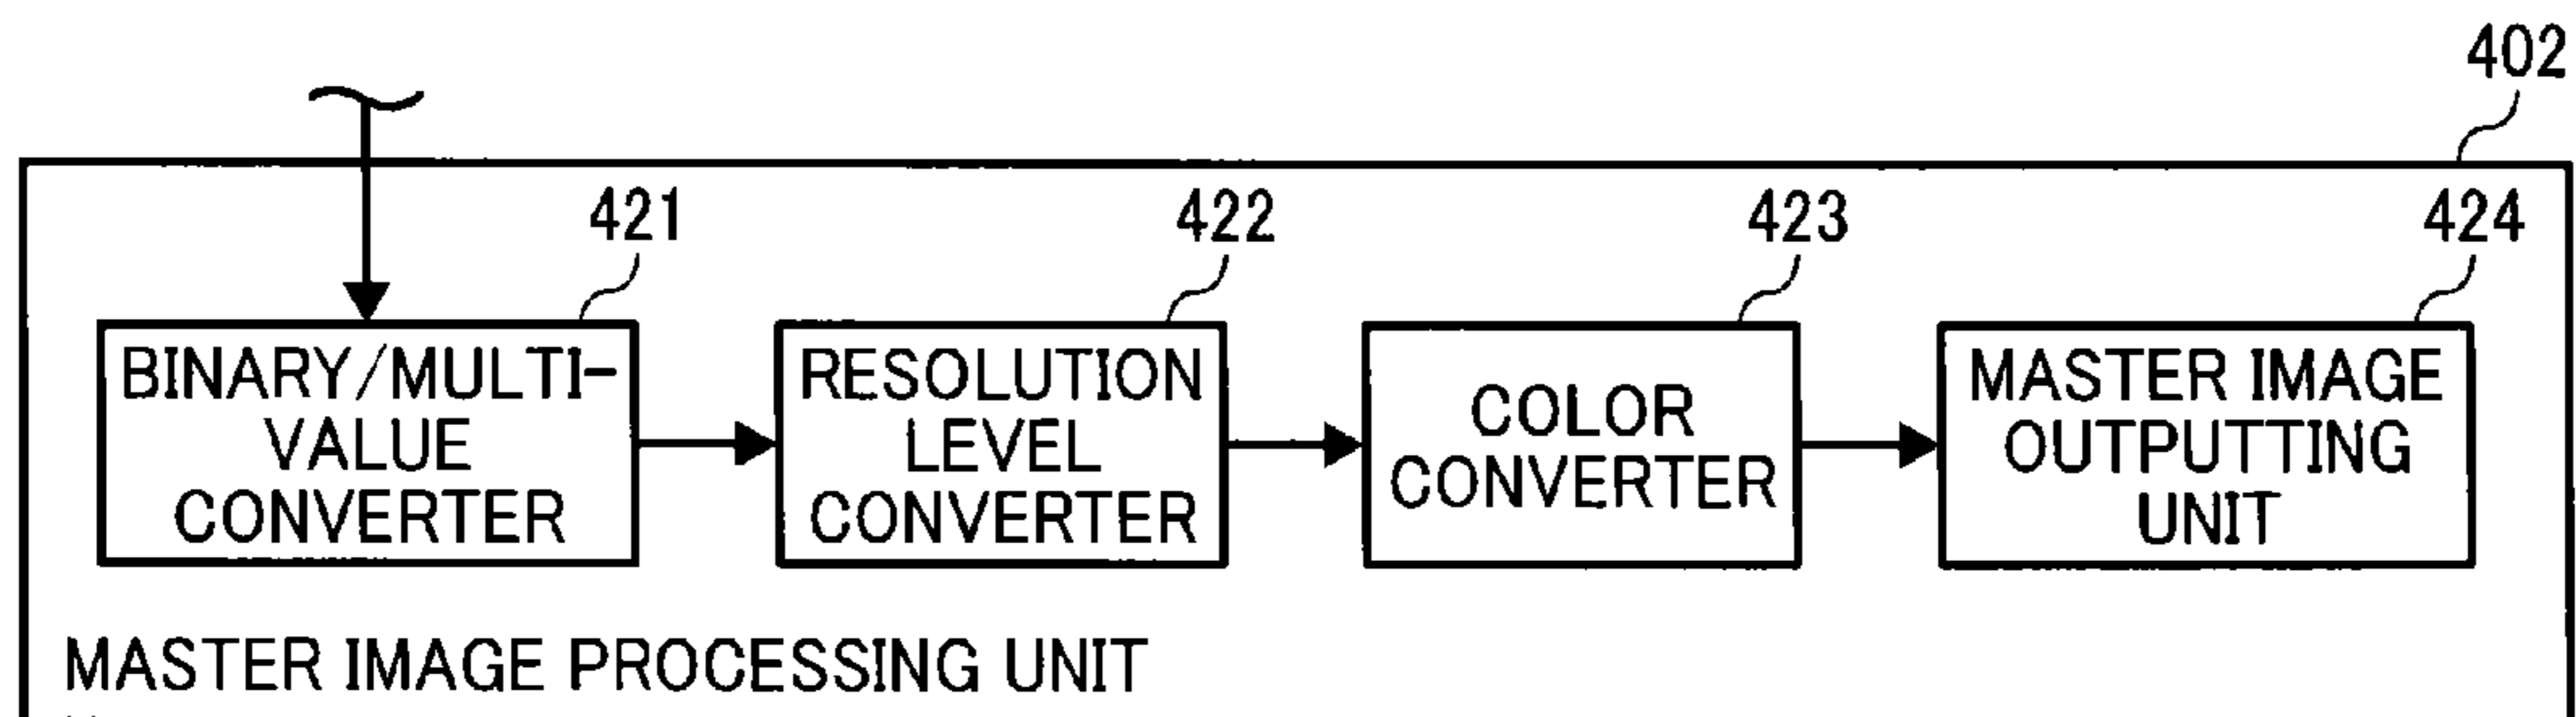 402
421
422
423
424
BINARY/MULTI-
VALUE
CONVERTER
RESOLUTION
LEVEL
CONVERTER
COLOR
CONVERTER
MASTER IMAGE
OUTPUTTING
UNIT
MASTER IMAGE PROCESSING UNIT